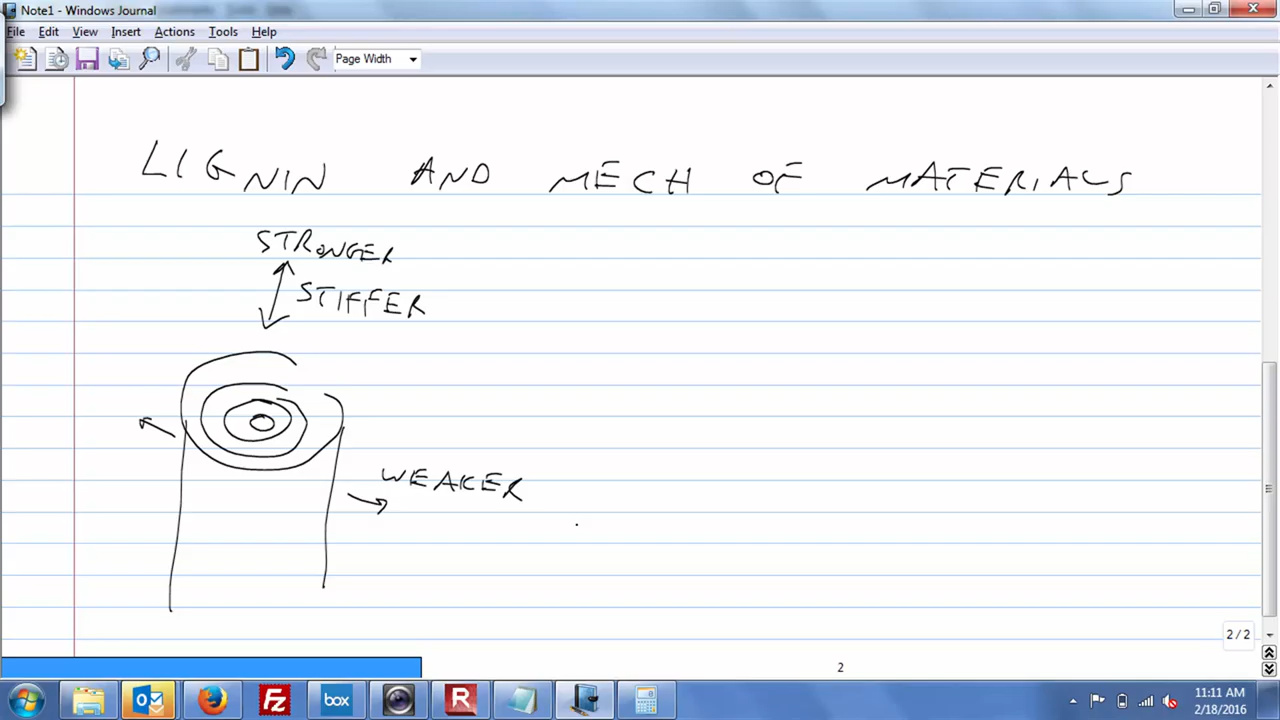 Note1 - Windows Journal
File Edit View Insert Actions Tools Help
Page Width
LIGNIN AND MECH OF MATERIALS
STRONGER
STIFFER
WEAKER
2 / 2
2
box
R
11:11 AM
2/18/2016